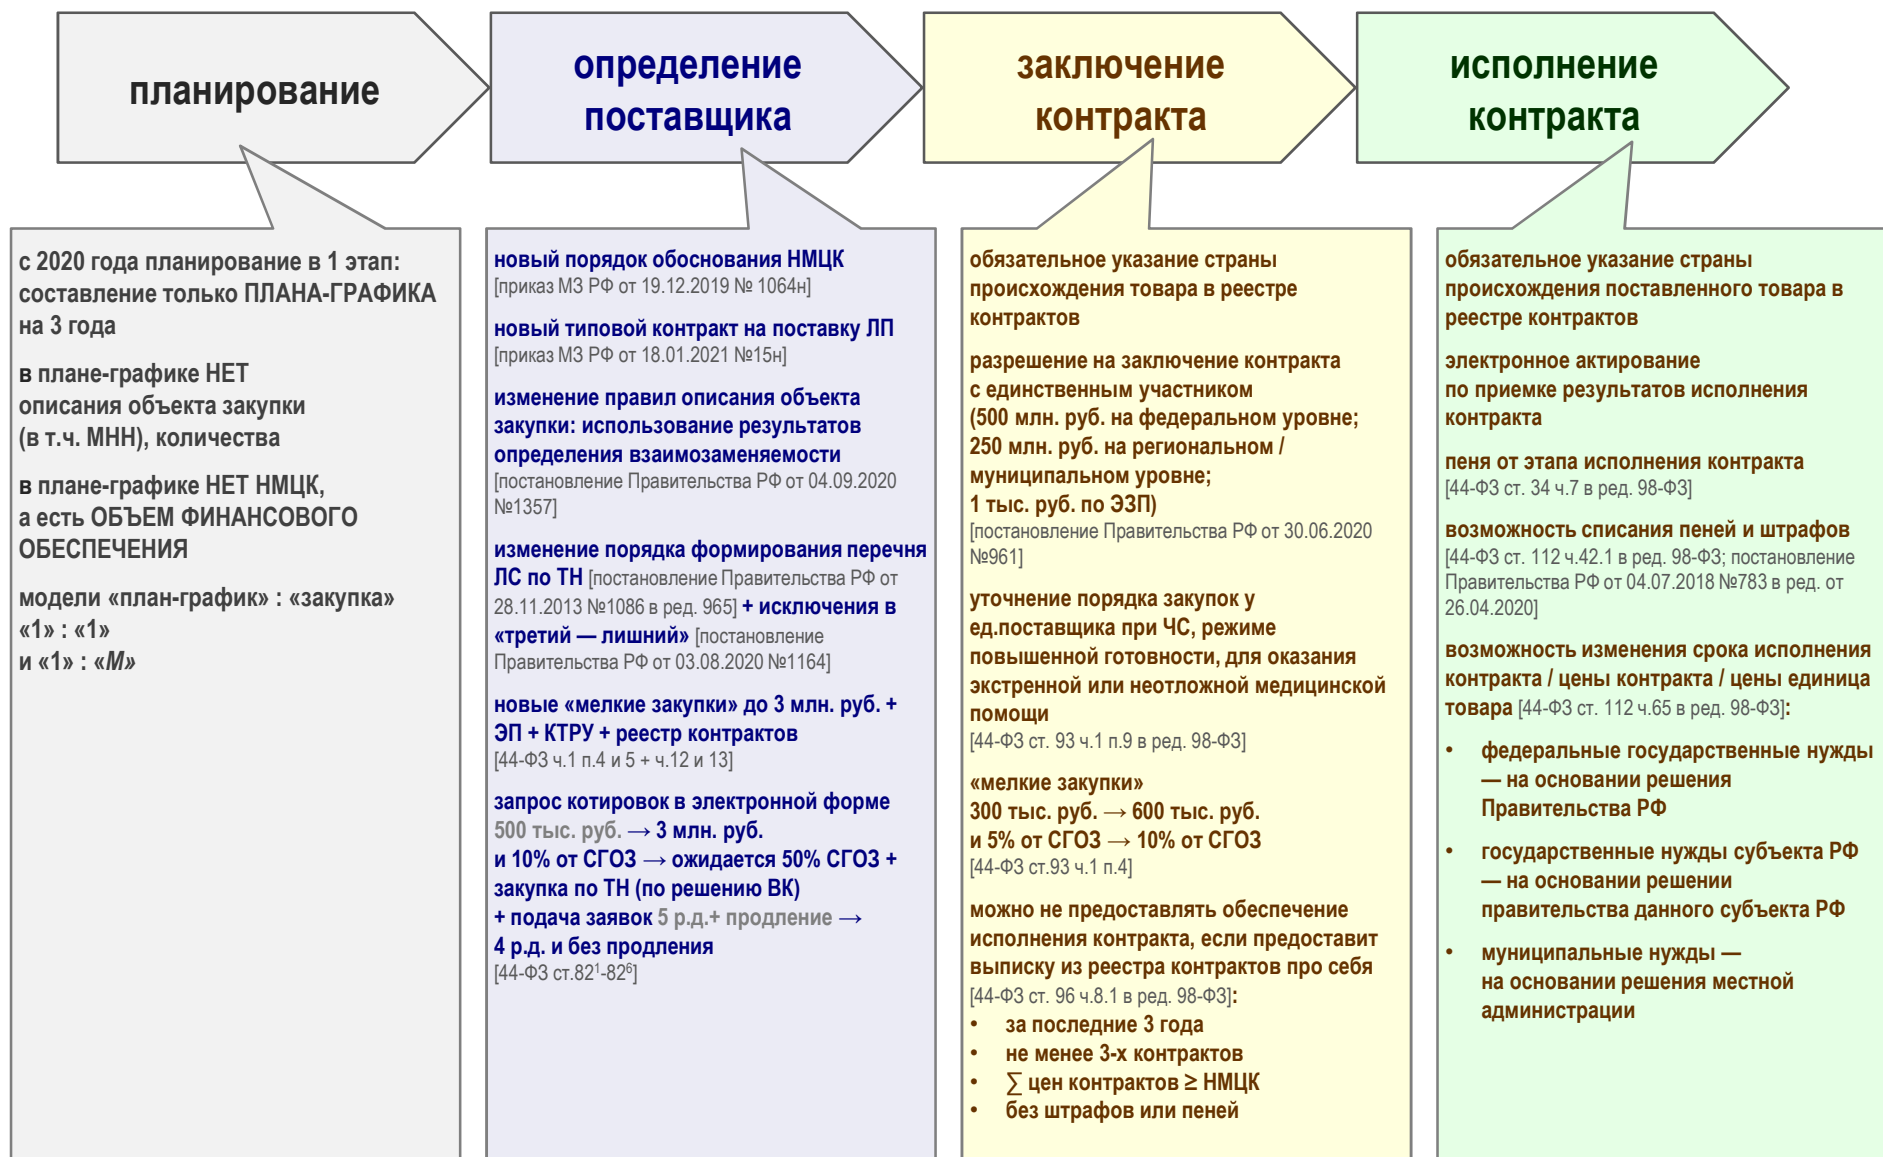 планирование
определение
поставщика
заключение
контракта
исполнение
контракта
с 2020 года планирование в 1 этап:
составление только ПЛАНА-ГРАФИКА
на 3 года
в плане-графике НЕТ
описания объекта закупки
(в т.ч. МНН), количества
в плане-графике НЕТ НМЦК,
а есть ОБЪЕМ ФИНАНСОВОГО
ОБЕСПЕЧЕНИЯ
модели «план-график» : «закупка»
«1» : «1»
и «1» : «М»
новый порядок обоснования НМЦК
[приказ МЗ РФ от 19.12.2019 № 1064н]
новый типовой контракт на поставку ЛП
[приказ МЗ РФ от 18.01.2021 №15н]
изменение правил описания объекта
закупки: использование результатов
определения взаимозаменяемости
[постановление Правительства РФ от 04.09.2020
№1357]
изменение порядка формирования перечня
ЛС по ТН [постановление Правительства РФ от
28.11.2013 №1086 в ред. 965] + исключения в
«третий — лишний» [постановление
Правительства РФ от 03.08.2020 №1164]
новые «мелкие закупки» до 3 млн. руб. +
ЭП + КТРУ + реестр контрактов
[44-ФЗ ч.1 п.4 и 5 + ч.12 и 13]
запрос котировок в электронной форме
500 тыс. руб. → 3 млн. руб.
и 10% от СГОЗ → ожидается 50% СГОЗ +
закупка по ТН (по решению ВК)
+ подача заявок 5 р.д.+ продление →
4 р.д. и без продления
[44-ФЗ ст.82¹-82⁶]
обязательное указание страны
происхождения товара в реестре
контрактов
разрешение на заключение контракта
с единственным участником
(500 млн. руб. на федеральном уровне;
250 млн. руб. на региональном /
муниципальном уровне;
1 тыс. руб. по ЭЗП)
[постановление Правительства РФ от 30.06.2020
№961]
уточнение порядка закупок у
ед.поставщика при ЧС, режиме
повышенной готовности, для оказания
экстренной или неотложной медицинской
помощи
[44-ФЗ ст. 93 ч.1 п.9 в ред. 98-ФЗ]
«мелкие закупки»
300 тыс. руб. → 600 тыс. руб.
и 5% от СГОЗ → 10% от СГОЗ
[44-ФЗ ст.93 ч.1 п.4]
можно не предоставлять обеспечение
исполнения контракта, если предоставит
выписку из реестра контрактов про себя
[44-ФЗ ст. 96 ч.8.1 в ред. 98-ФЗ]:
• за последние 3 года
• не менее 3-х контрактов
• ∑ цен контрактов ≥ НМЦК
• без штрафов или пеней
обязательное указание страны
происхождения поставленного товара в
реестре контрактов
электронное актирование
по приемке результатов исполнения
контракта
пеня от этапа исполнения контракта
[44-ФЗ ст. 34 ч.7 в ред. 98-ФЗ]
возможность списания пеней и штрафов
[44-ФЗ ст. 112 ч.42.1 в ред. 98-ФЗ; постановление
Правительства РФ от 04.07.2018 №783 в ред. от
26.04.2020]
возможность изменения срока исполнения
контракта / цены контракта / цены единица
товара [44-ФЗ ст. 112 ч.65 в ред. 98-ФЗ]:
• федеральные государственные нужды
— на основании решения
Правительства РФ
• государственные нужды субъекта РФ
— на основании решении
правительства данного субъекта РФ
• муниципальные нужды —
на основании решения местной
администрации